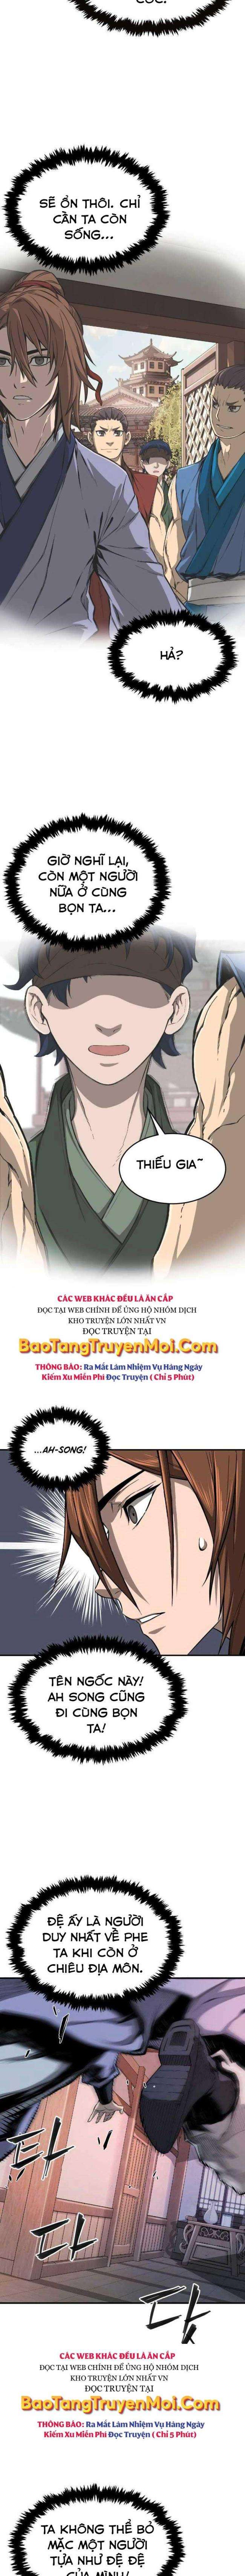 CỐC.
SẼ ỔN THÔI. CHỈ
CẦN TA CÒN
SỐNG...
HẢ?
GIỜ NGHĨ LẠI,
CÒN MỘT NGƯỜI
NỮA Ở CÙNG
BỌN TA...
THIẾU GIA~
CÁC WEB KHÁC ĐỀU LÀ ĂN CẮP
ĐỌC TẠI WEB CHÍNH ĐỂ ỦNG HỘ NHÓM DỊCH
KHO TRUYỆN LỚN NHẤT VN
ĐỌC TRUYỆN TẠI
BaoTangTruyenMoi.Com
THÔNG BÁO: Ra Mắt Làm Nhiệm Vụ Hàng Ngày
Kiếm Xu Miễn Phí Đọc Truyện ( Chỉ 5 Phút)
...AH-SONG!
TÊN NGỐC NÀY!
AH SONG CŨNG
ĐI CÙNG BỌN
TA!
ĐỆ ẤY LÀ NGƯỜI
DUY NHẤT VỀ PHE
TA KHI CÒN Ở
CHIÊU ĐỊA MÔN.
탁
탁
CÁC WEB KHÁC ĐỀU LÀ ĂN CẮP
ĐỌC TẠI WEB CHÍNH ĐỂ ỦNG HỘ NHÓM DỊCH
KHO TRUYỆN LỚN NHẤT VN
ĐỌC TRUYỆN TẠI
BaoTangTruyenMoi.Com
THÔNG BÁO: Ra Mắt Làm Nhiệm Vụ Hàng Ngày
Kiếm Xu Miễn Phí Đọc Truyện ( Chỉ 5 Phút)
TA KHÔNG THỂ BỎ
MẶC MỘT NGƯỜI
TỰA NHƯ ĐỆ ĐỆ
CỦA MÌNH!